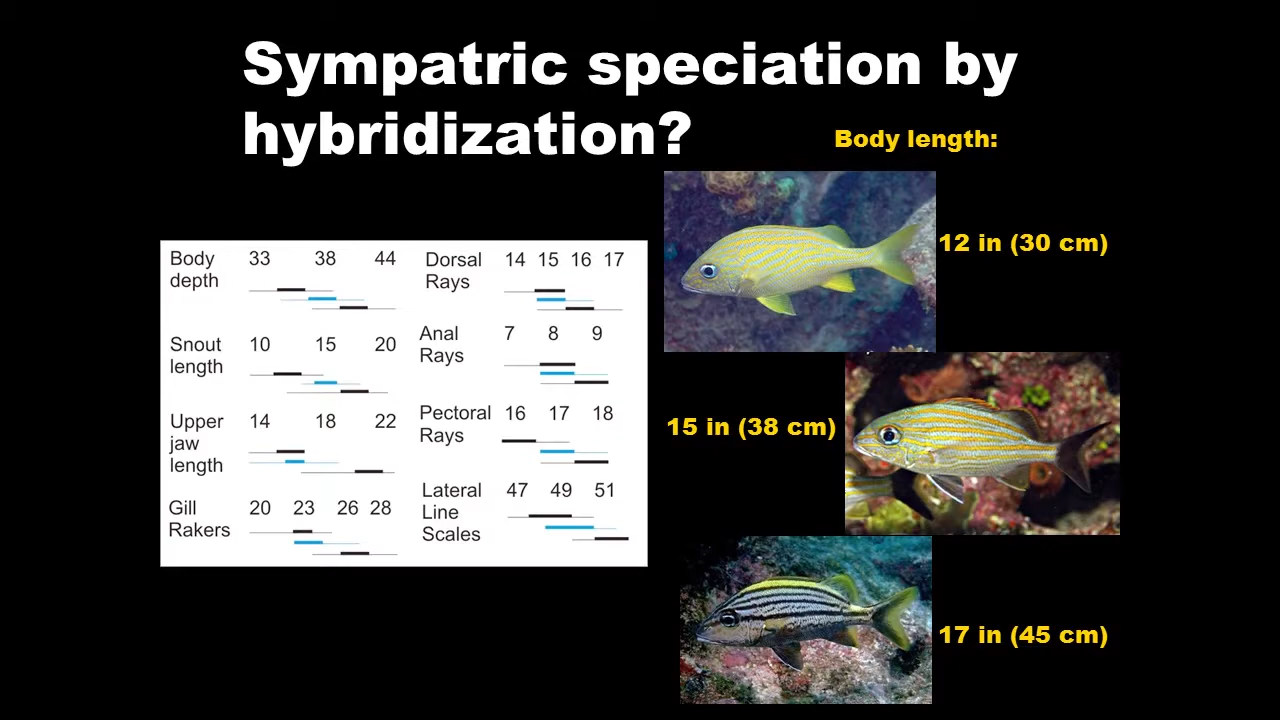 Sympatric speciation by
hybridization?
Body length:
12 in (30 cm)
15 in (38 cm)
17 in (45 cm)
Body
depth
33 38 44
Snout
length
10 15 20
Upper
jaw
length
14 18 22
Gill
Rakers
20 23 26 28
Dorsal
Rays
14 15 16 17
Anal
Rays
7 8 9
Pectoral
Rays
16 17 18
Lateral
Line
Scales
47 49 51